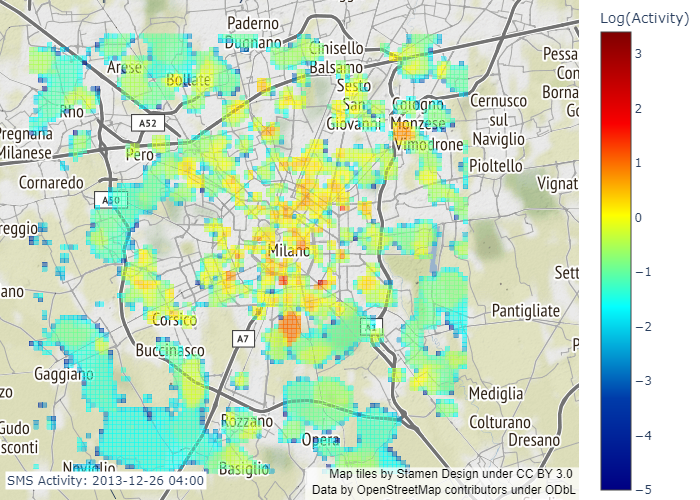 Paderno
Dugnano
Cinisello
Balsamo
Arese
Bollate
Sesto
San
Giovanni
Cologno
Monzese
Cernusco
sul
Naviglio
Pessa
Con
Borna
Go
Rho
A52
Pregnana
Milanese
Pero
Vimodrone
Pioltello
Cornaredo
A50
Vignat
reggio
Milano
Sett
ano
Corsico
Pantigliate
A7
A1
Buccinasco
P
Gaggiano
zo
Mediglia
Rozzano
Colturano
Gudo
sconti
Opera
Dresano
Noviglio
Basiglio
SMS Activity: 2013-12-26 04:00
Map tiles by Stamen Design under CC BY 3.0
Data by OpenStreetMap contributors under ODbL
Log(Activity)
3
2
1
0
−1
−2
−3
−4
−5